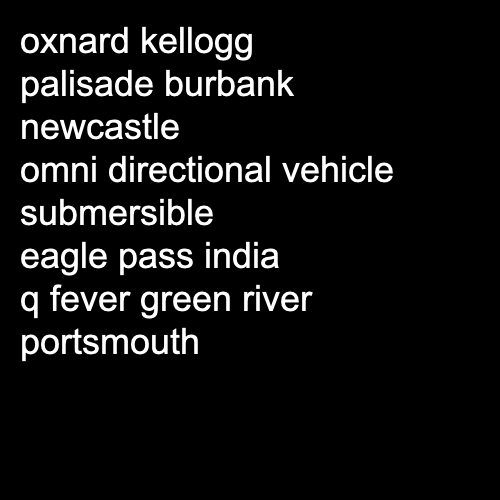 oxnard kellogg
palisade burbank
newcastle
omni directional vehicle
submersible
eagle pass india
q fever green river
portsmouth